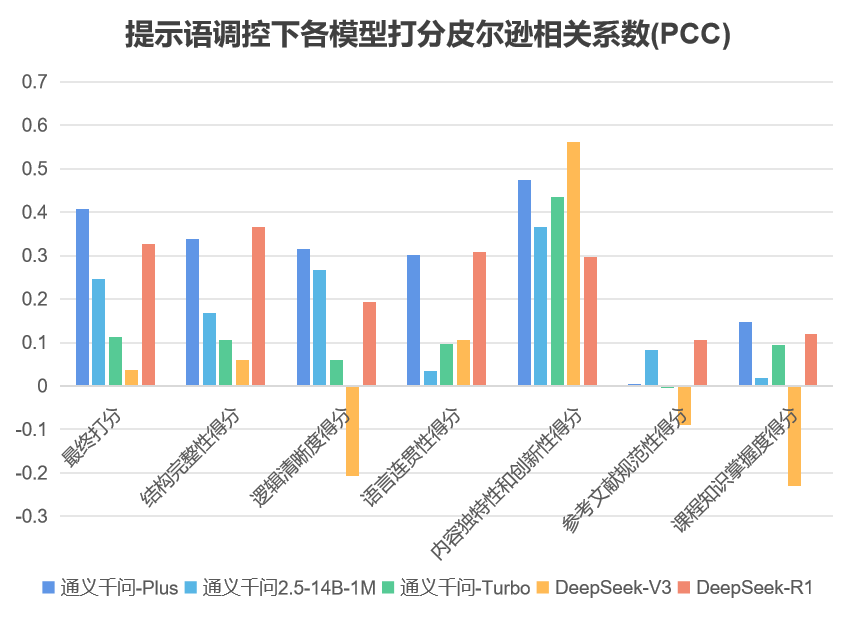 提示语调控下各模型打分皮尔逊相关系数(PCC)
0.7
0.6
0.5
0.4
0.3
0.2
0.1
0
-0.1
-0.2
-0.3
最终打分
结构完整性得分
逻辑清晰度得分
语言连贯性得分
内容独特性和创新性得分
参考文献规范性得分
课程知识掌握度得分
通义千问-Plus
通义千问2.5-14B-1M
通义千问-Turbo
DeepSeek-V3
DeepSeek-R1